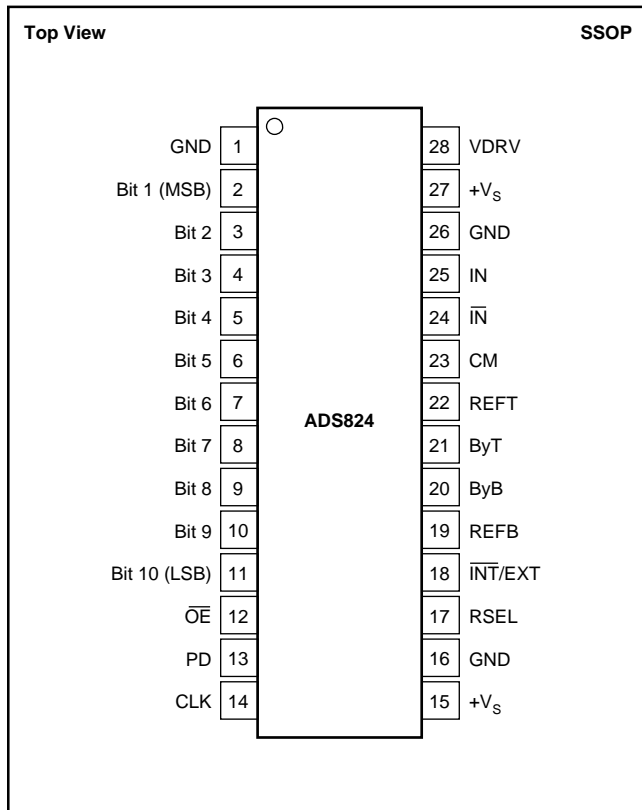 Top View SSOP
GND 1 28 VDRV
Bit 1 (MSB) 2 27 +VS
Bit 2 3 26 GND
Bit 3 4 25 IN
Bit 4 5 24 I̅N̅
Bit 5 6 23 CM
Bit 6 7 22 REFT
ADS824
Bit 7 8 21 ByT
Bit 8 9 20 ByB
Bit 9 10 19 REFB
Bit 10 (LSB) 11 18 I̅N̅T̅/EXT
O̅E̅ 12 17 RSEL
PD 13 16 GND
CLK 14 15 +VS